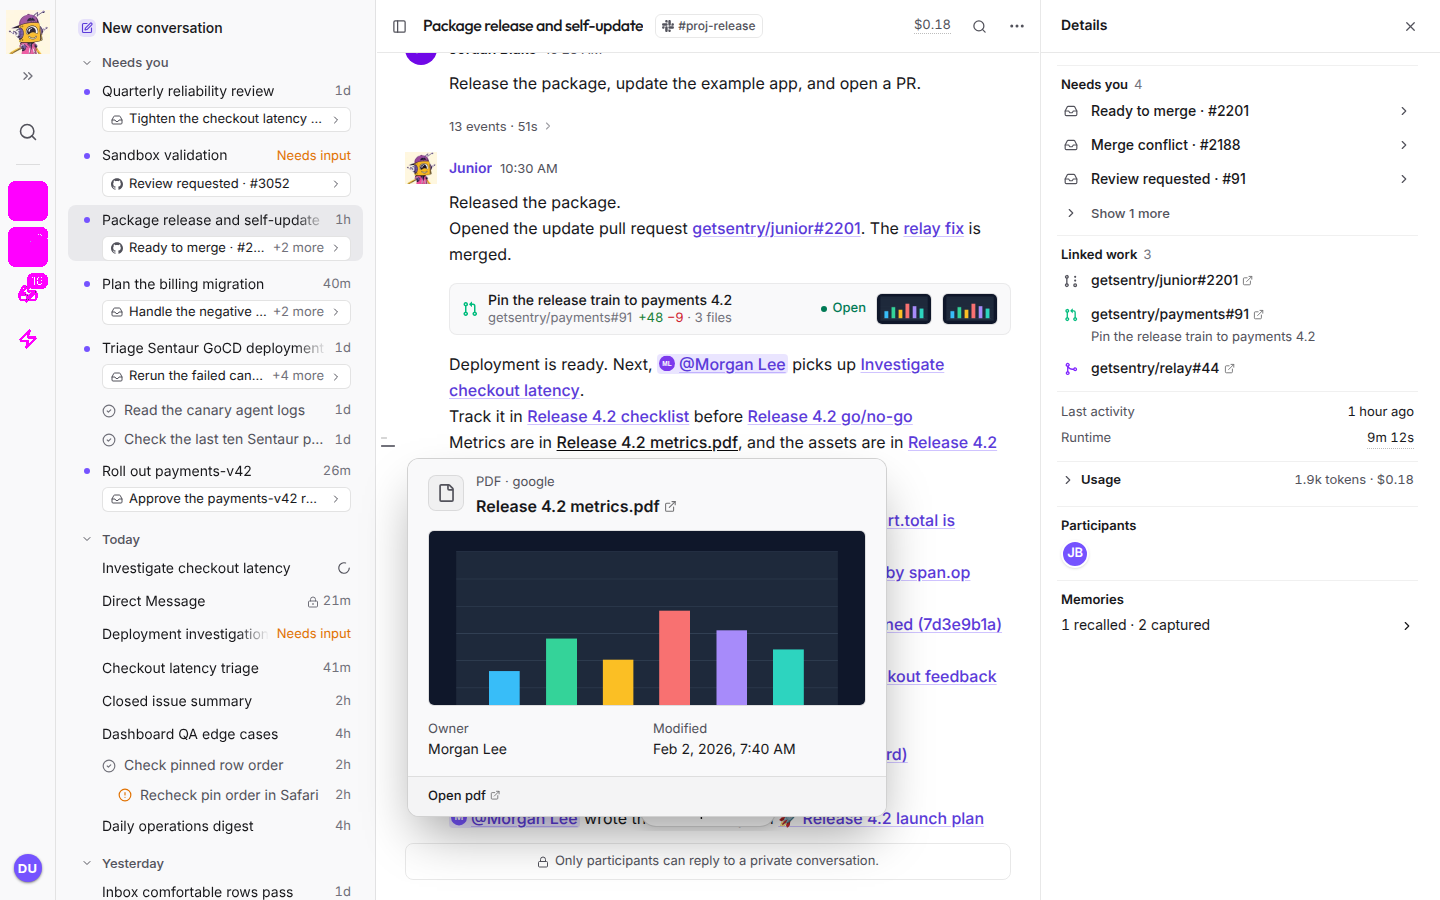 New conversation
Needs you
Quarterly reliability review 1d
Tighten the checkout latency ...
Sandbox validation Needs input
Review requested · #3052
Package release and self-update 1h
Ready to merge · #2... +2 more
Plan the billing migration 40m
Handle the negative ... +2 more
Triage Sentaur GoCD deployment 1d
Rerun the failed can... +4 more
Read the canary agent logs 1d
Check the last ten Sentaur p... 1d
Roll out payments-v42 26m
Approve the payments-v42 r...
Today
Investigate checkout latency
Direct Message 21m
Deployment investigation Needs input
Checkout latency triage 41m
Closed issue summary 2h
Dashboard QA edge cases 4h
Check pinned row order 2h
Recheck pin order in Safari 2h
Daily operations digest 4h
Yesterday
Inbox comfortable rows pass 1d
DU
Package release and self-update #proj-release $0.18
Release the package, update the example app, and open a PR.
13 events · 51s
Junior 10:30 AM
Released the package.
Opened the update pull request getsentry/junior#2201. The relay fix is
merged.
Pin the release train to payments 4.2
getsentry/payments#91 +48 −9 · 3 files
Open
Deployment is ready. Next, ML @Morgan Lee picks up Investigate
checkout latency.
Track it in Release 4.2 checklist before Release 4.2 go/no-go
Metrics are in Release 4.2 metrics.pdf, and the assets are in Release 4.2
PDF · google
Release 4.2 metrics.pdf
Owner Modified
Morgan Lee Feb 2, 2026, 7:40 AM
Open pdf
rt.total is
by span.op
ned (7d3e9b1a)
kout feedback
rd)
@Morgan Lee wrote Release 4.2 launch plan
Only participants can reply to a private conversation.
Details
Needs you 4
Ready to merge · #2201
Merge conflict · #2188
Review requested · #91
Show 1 more
Linked work 3
getsentry/junior#2201
getsentry/payments#91
Pin the release train to payments 4.2
getsentry/relay#44
Last activity 1 hour ago
Runtime 9m 12s
Usage 1.9k tokens · $0.18
Participants
JB
Memories
1 recalled · 2 captured